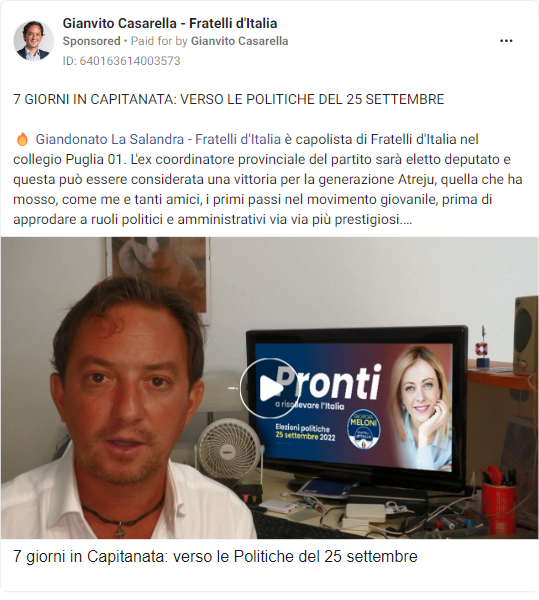 Gianvito Casarella - Fratelli d'Italia
Sponsored • Paid for by Gianvito Casarella
ID: 640163614003573
7 GIORNI IN CAPITANATA: VERSO LE POLITICHE DEL 25 SETTEMBRE
🔥 Giandonato La Salandra - Fratelli d'Italia è capolista di Fratelli d'Italia nel
collegio Puglia 01. L'ex coordinatore provinciale del partito sarà eletto deputato e
questa può essere considerata una vittoria per la generazione Atreju, quella che ha
mosso, come me e tanti amici, i primi passi nel movimento giovanile, prima di
approdare a ruoli politici e amministrativi via via più prestigiosi....
Pronti
a risollevare l'Italia
Elezioni politiche
25 settembre 2022
GIORGIA
MELONI
7 giorni in Capitanata: verso le Politiche del 25 settembre